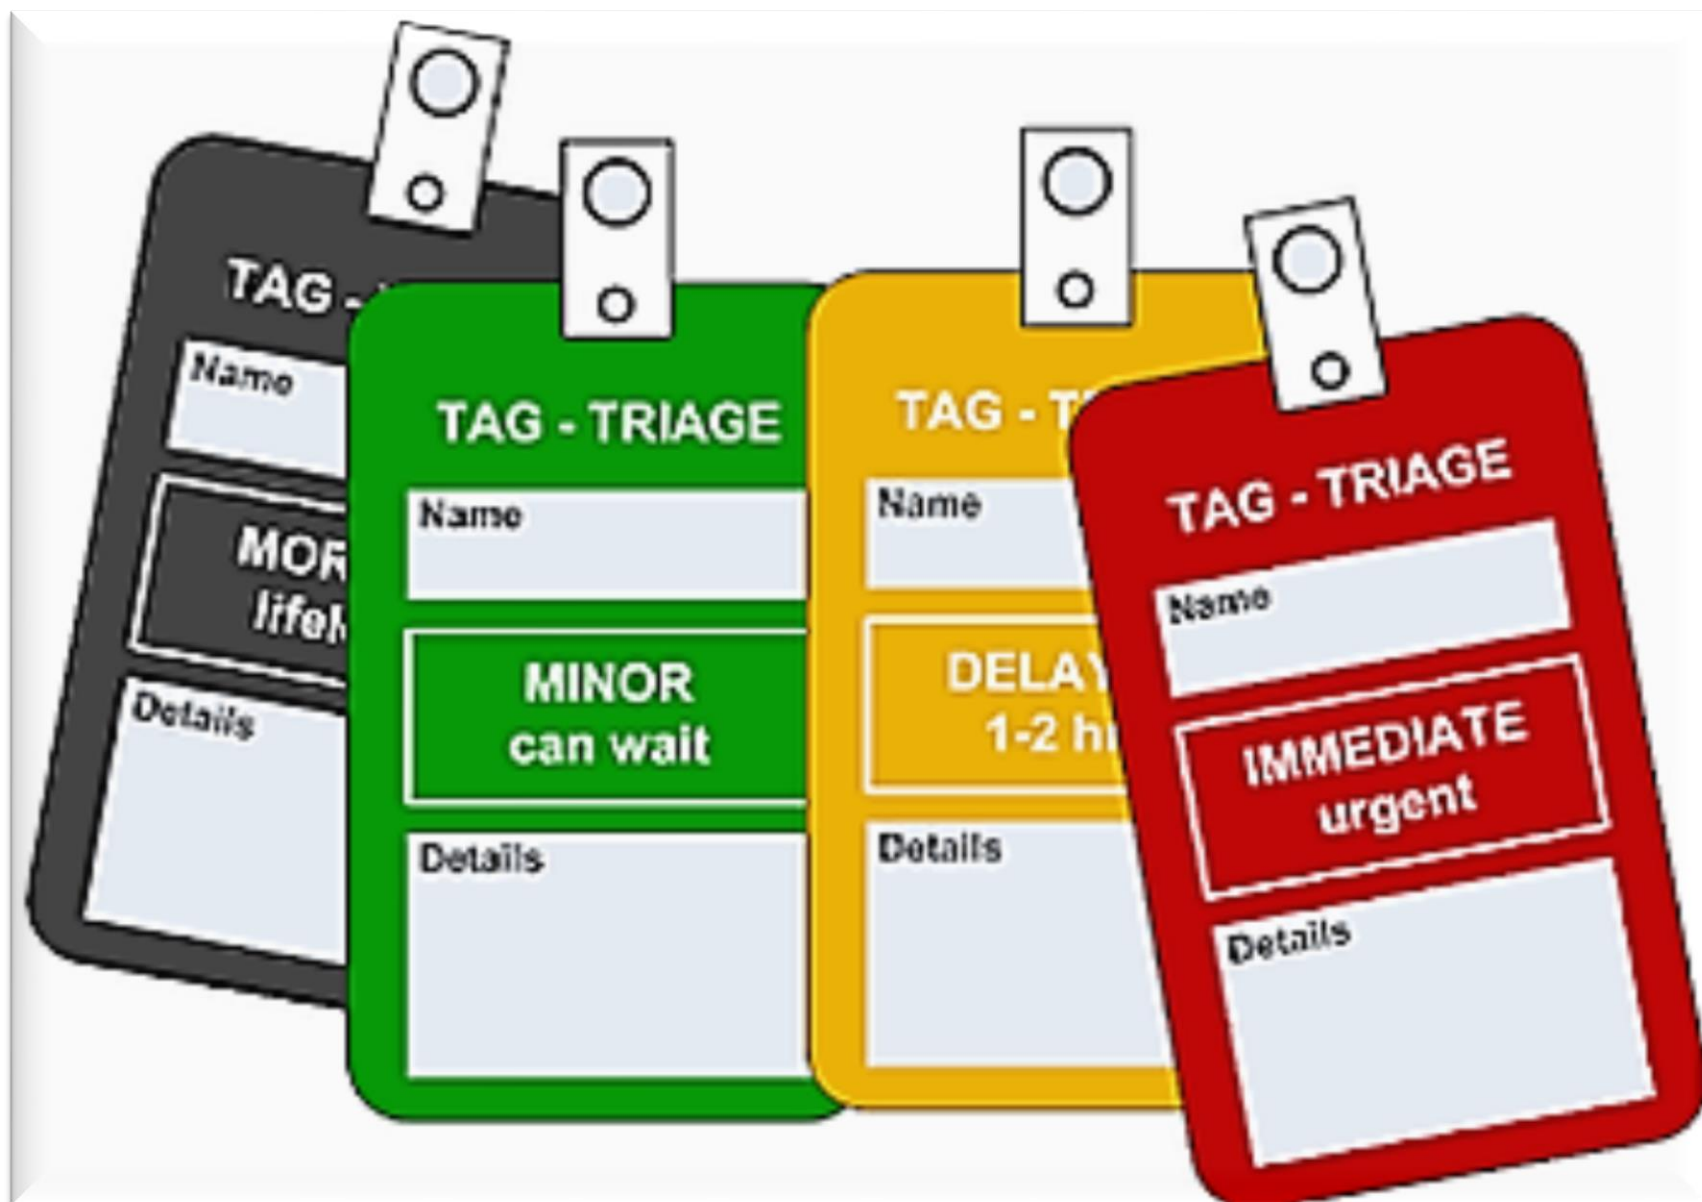 TAG -
Name
MOR
lifel
Details
TAG - TRIAGE
Name
MINOR
can wait
Details
TAG - T
Name
DELAY
1-2 h
Details
TAG - TRIAGE
Name
IMMEDIATE
urgent
Details